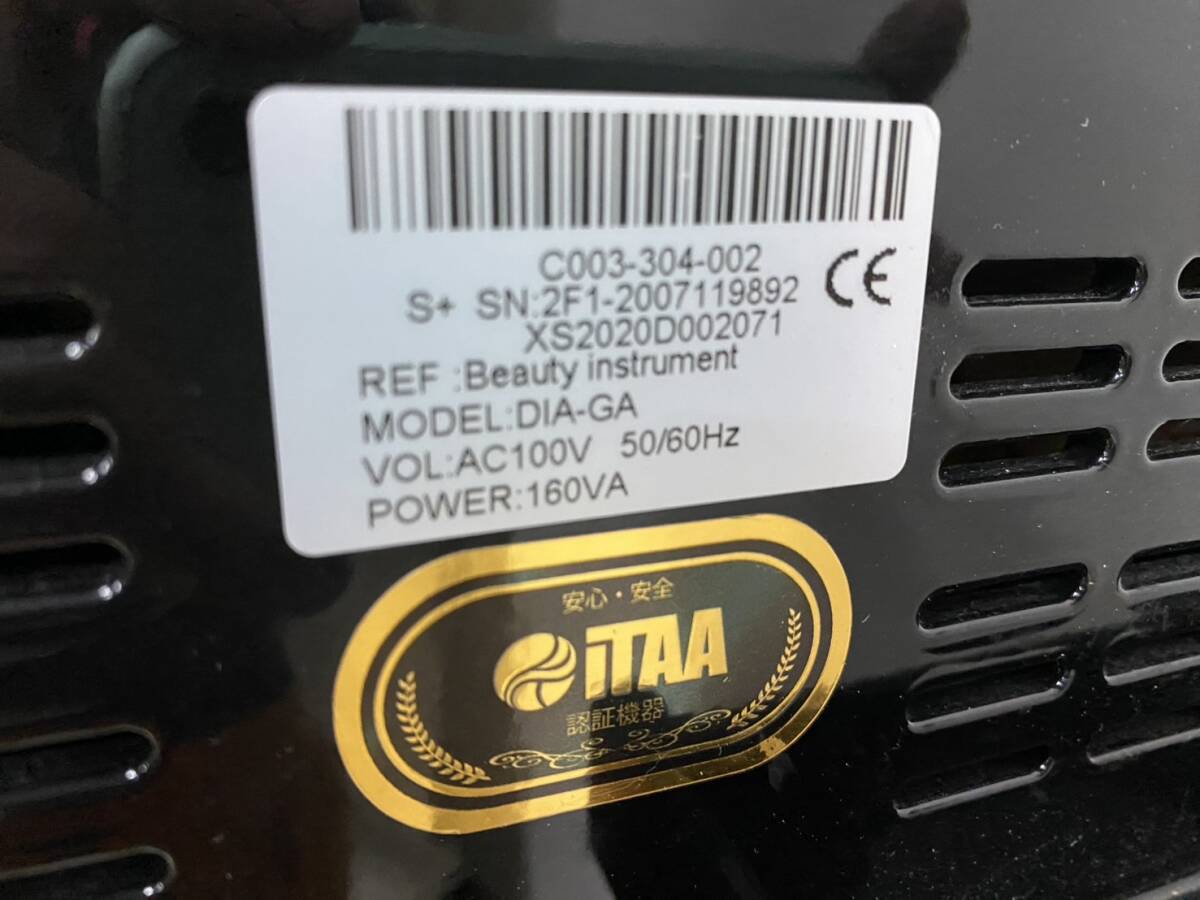 C003-304-002
S+ SN:2F1-2007119892
XS2020D002071
CE
REF :Beauty instrument
MODEL:DIA-GA
VOL:AC100V 50/60Hz
POWER:160VA
安心・安全
iTAA
認証機器